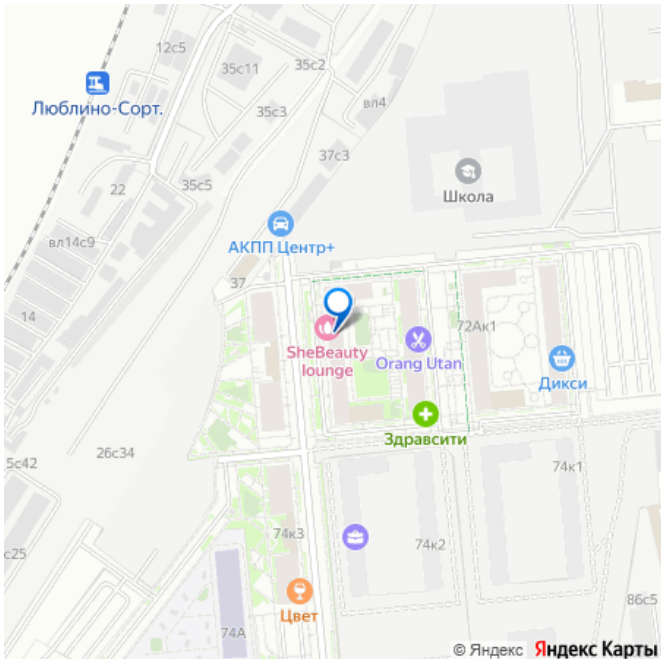 12с5
35с11
35с2
Люблино-Сорт.
35с3
вл4
37с3
Школа
22
35с5
АКПП Центр+
вл14с9
37
14
SheBeauty
lounge
Orang Utan
72Ак1
Дикси
Здравсити
26с34
5с42
74к1
с25
74к3
74к2
86с5
Цвет
74А
© Яндекс Яндекс Карты